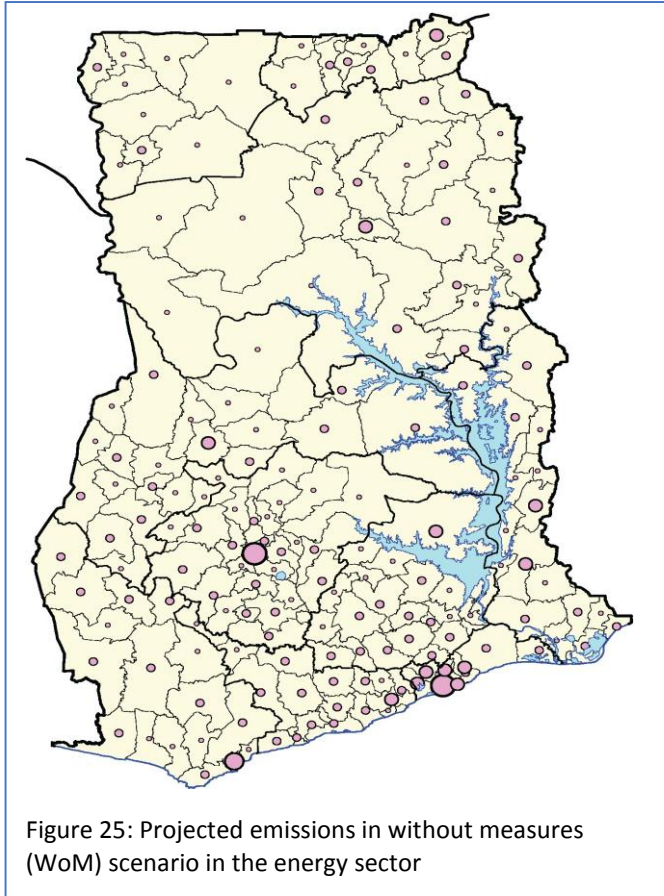 Figure 25: Projected emissions in without measures
(WoM) scenario in the energy sector